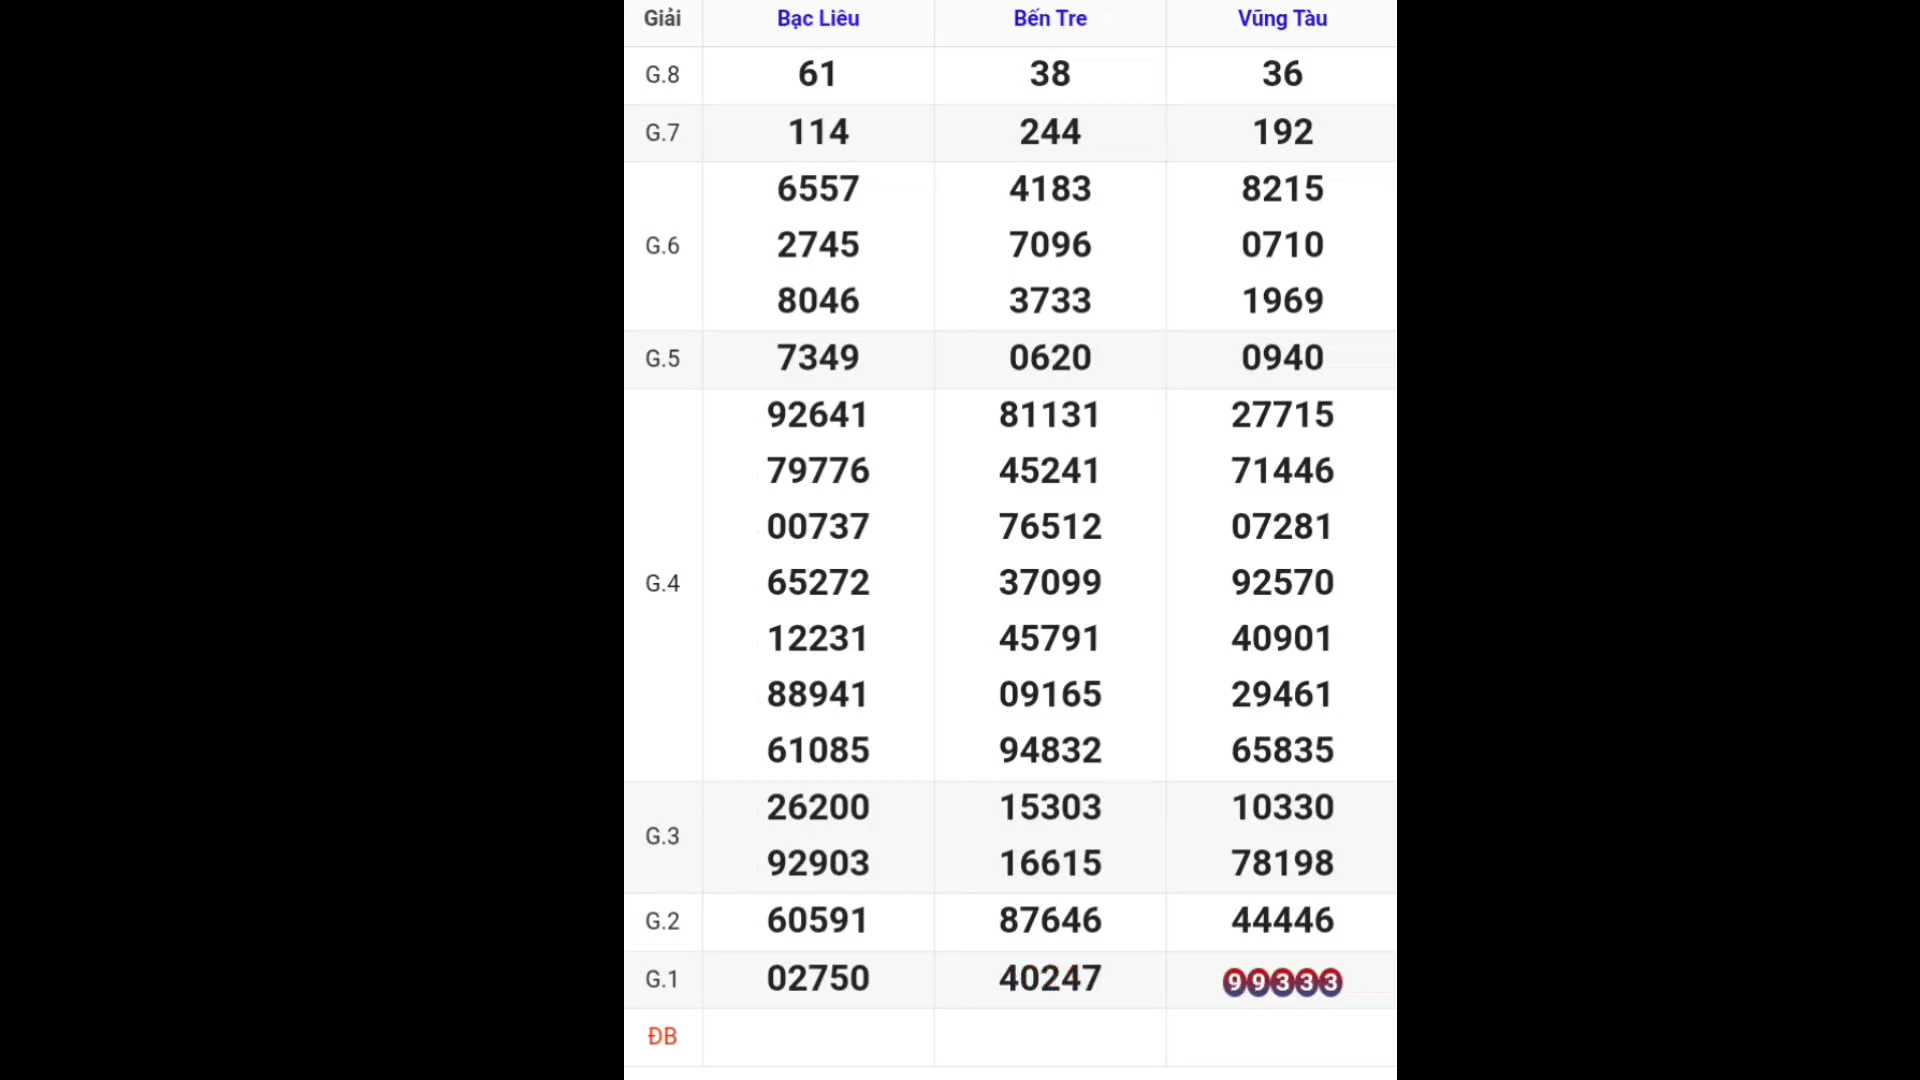 Giải Bạc Liêu Bến Tre Vũng Tàu
G.8 61 38 36
G.7 114 244 192
6557 4183 8215
G.6 2745 7096 0710
8046 3733 1969
G.5 7349 0620 0940
92641 81131 27715
79776 45241 71446
00737 76512 07281
G.4 65272 37099 92570
12231 45791 40901
88941 09165 29461
61085 94832 65835
26200 15303 10330
G.3
92903 16615 78198
G.2 60591 87646 44446
G.1 02750 40247 99333
ĐB